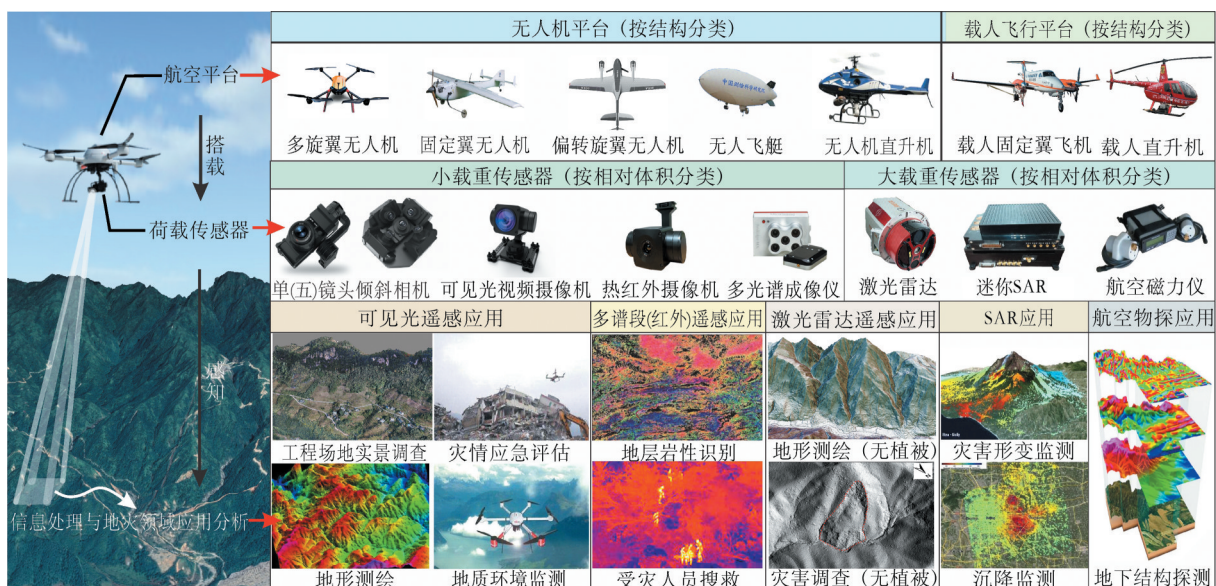 无人机平台（按结构分类）
载人飞行平台（按结构分类）
航空平台
多旋翼无人机
固定翼无人机
偏转旋翼无人机
无人飞艇
无人机直升机
载人固定翼飞机
载人直升机
搭载
小载重传感器（按相对体积分类）
大载重传感器（按相对体积分类）
荷载传感器
单(五)镜头倾斜相机
可见光视频摄像机
热红外摄像机
多光谱成像仪
激光雷达
迷你SAR
航空磁力仪
可见光遥感应用
多谱段(红外)遥感应用
激光雷达遥感应用
SAR应用
航空物探应用
感知
工程场地实景调查
灾情应急评估
地层岩性识别
地形测绘（无植被）
灾害形变监测
信息处理与地灾领域应用分析
地形测绘
地质环境监测
受灾人员搜救
灾害调查（无植被）
沉降监测
地下结构探测